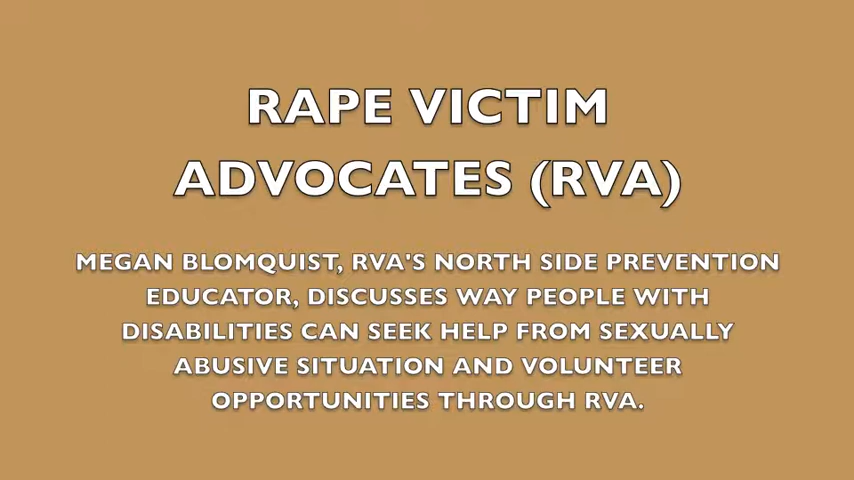 RAPE VICTIM
ADVOCATES (RVA)
MEGAN BLOMQUIST, RVA'S NORTH SIDE PREVENTION
EDUCATOR, DISCUSSES WAY PEOPLE WITH
DISABILITIES CAN SEEK HELP FROM SEXUALLY
ABUSIVE SITUATION AND VOLUNTEER
OPPORTUNITIES THROUGH RVA.